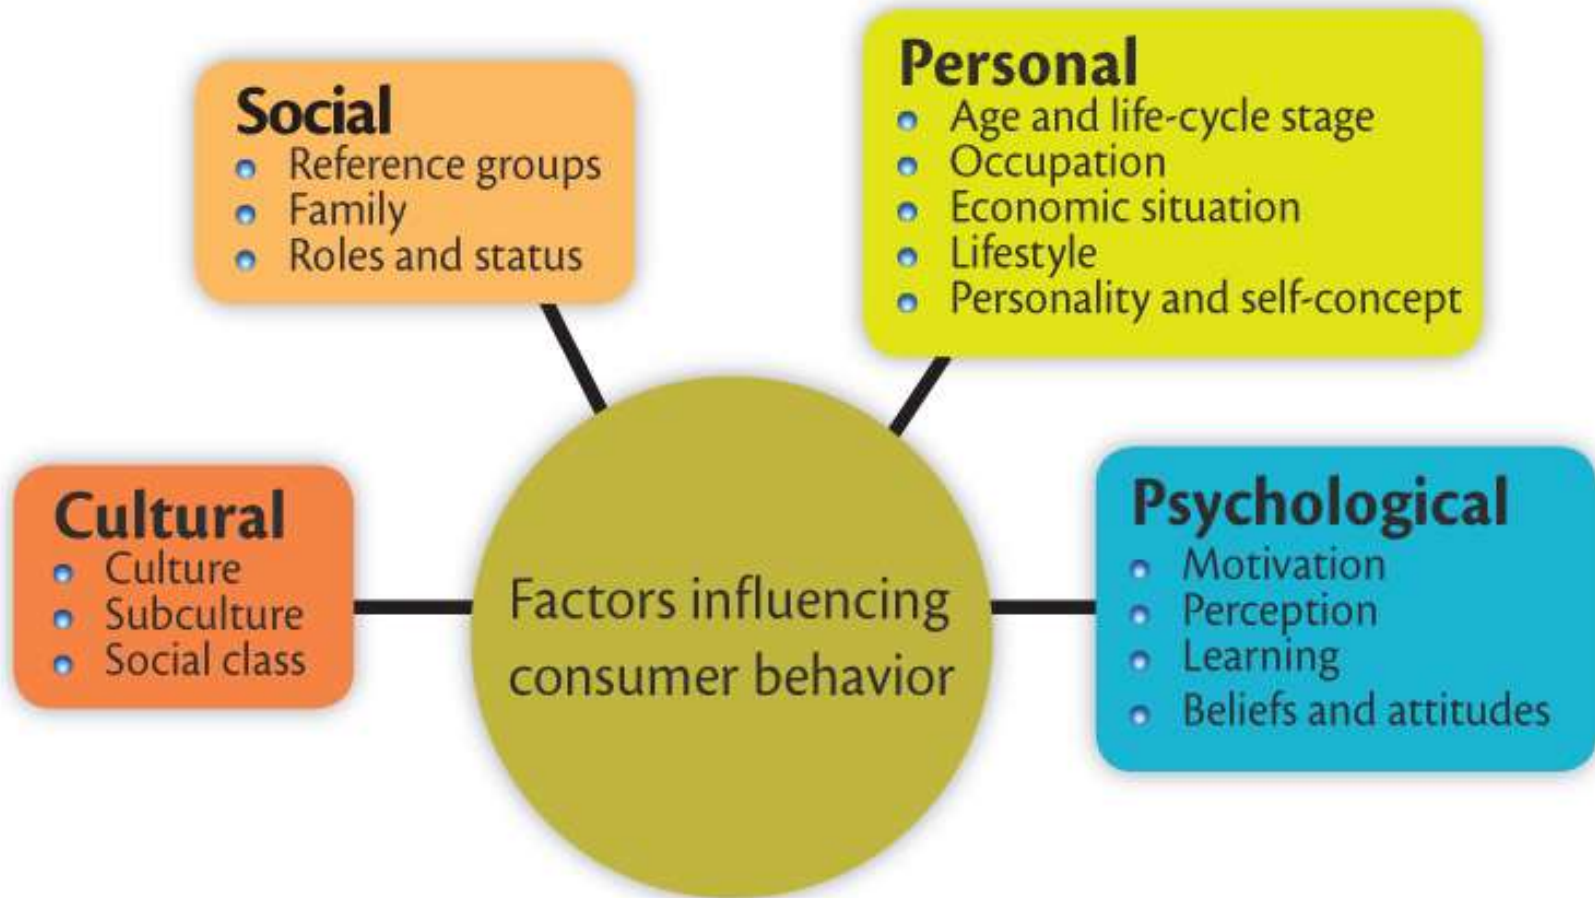 Social
Reference groups
Family
Roles and status
Personal
Age and life-cycle stage
Occupation
Economic situation
Lifestyle
Personality and self-concept
Cultural
Culture
Subculture
Social class
Factors influencing
consumer behavior
Psychological
Motivation
Perception
Learning
Beliefs and attitudes